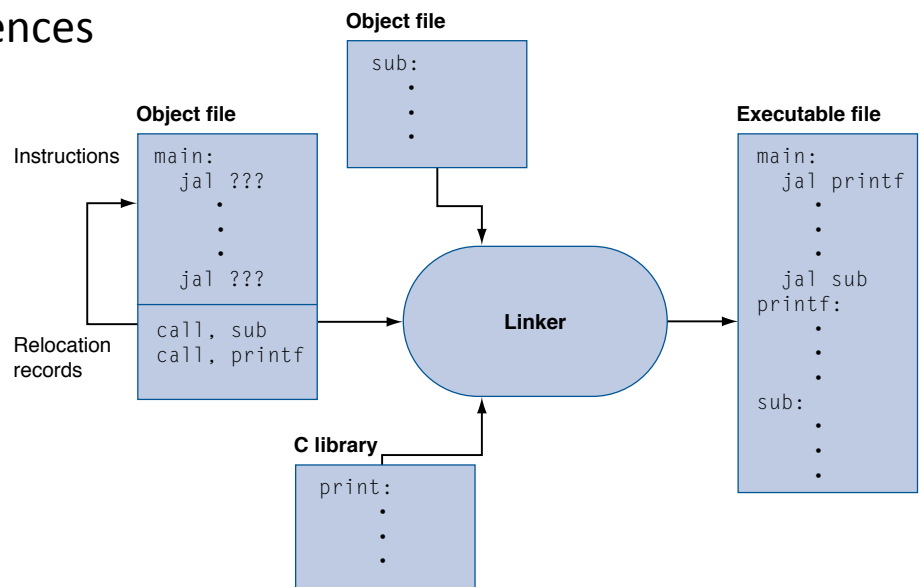 ences
Object file
sub:
.
.
.
Object file
Instructions
main:
jal ???
.
.
.
jal ???
Relocation
records
call, sub
call, printf
Linker
C library
print:
.
.
.
Executable file
main:
jal printf
.
.
.
jal sub
printf:
.
.
.
sub:
.
.
.